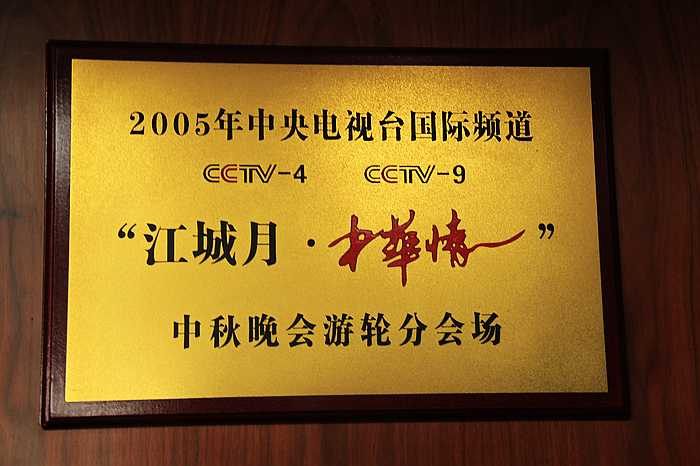 2005年中央电视台国际频道
CCTV-4 CCTV-9
“江城月·中華情”
中秋晚会游轮分会场